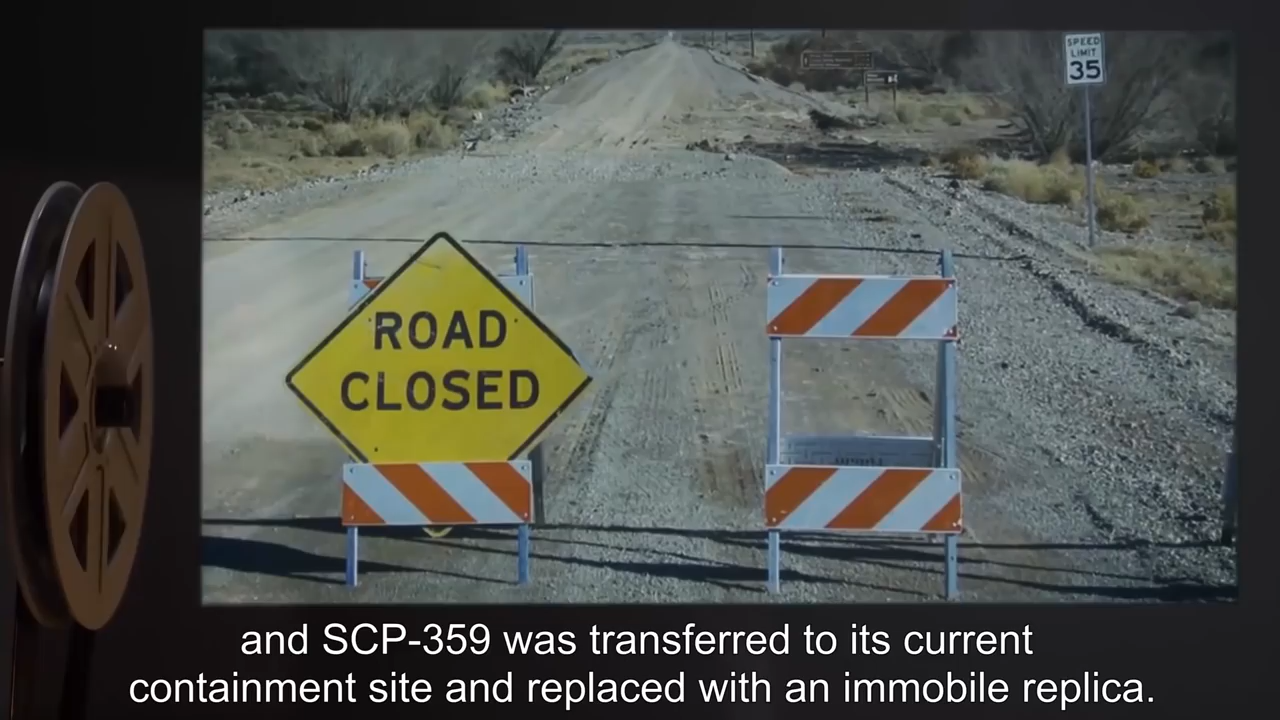 SPEED
LIMIT
35
ROAD
CLOSED
and SCP-359 was transferred to its current
containment site and replaced with an immobile replica.